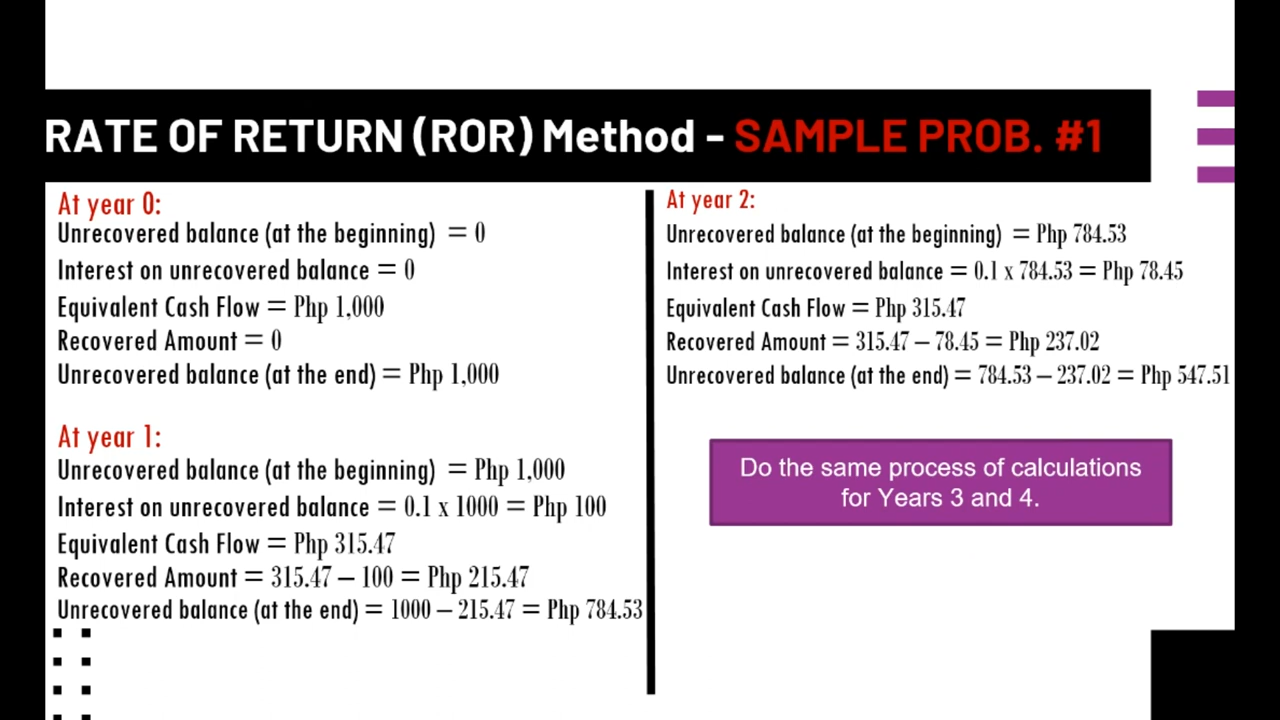 RATE OF RETURN (ROR) Method - SAMPLE PROB. #1
At year 0:
Unrecovered balance (at the beginning) = 0
Interest on unrecovered balance = 0
Equivalent Cash Flow = Php 1,000
Recovered Amount = 0
Unrecovered balance (at the end) = Php 1,000
At year 1:
Unrecovered balance (at the beginning) = Php 1,000
Interest on unrecovered balance = 0.1 x 1000 = Php 100
Equivalent Cash Flow = Php 315.47
Recovered Amount = 315.47 – 100 = Php 215.47
Unrecovered balance (at the end) = 1000 – 215.47 = Php 784.53
At year 2:
Unrecovered balance (at the beginning) = Php 784.53
Interest on unrecovered balance = 0.1 x 784.53 = Php 78.45
Equivalent Cash Flow = Php 315.47
Recovered Amount = 315.47 – 78.45 = Php 237.02
Unrecovered balance (at the end) = 784.53 – 237.02 = Php 547.51
Do the same process of calculations
for Years 3 and 4.